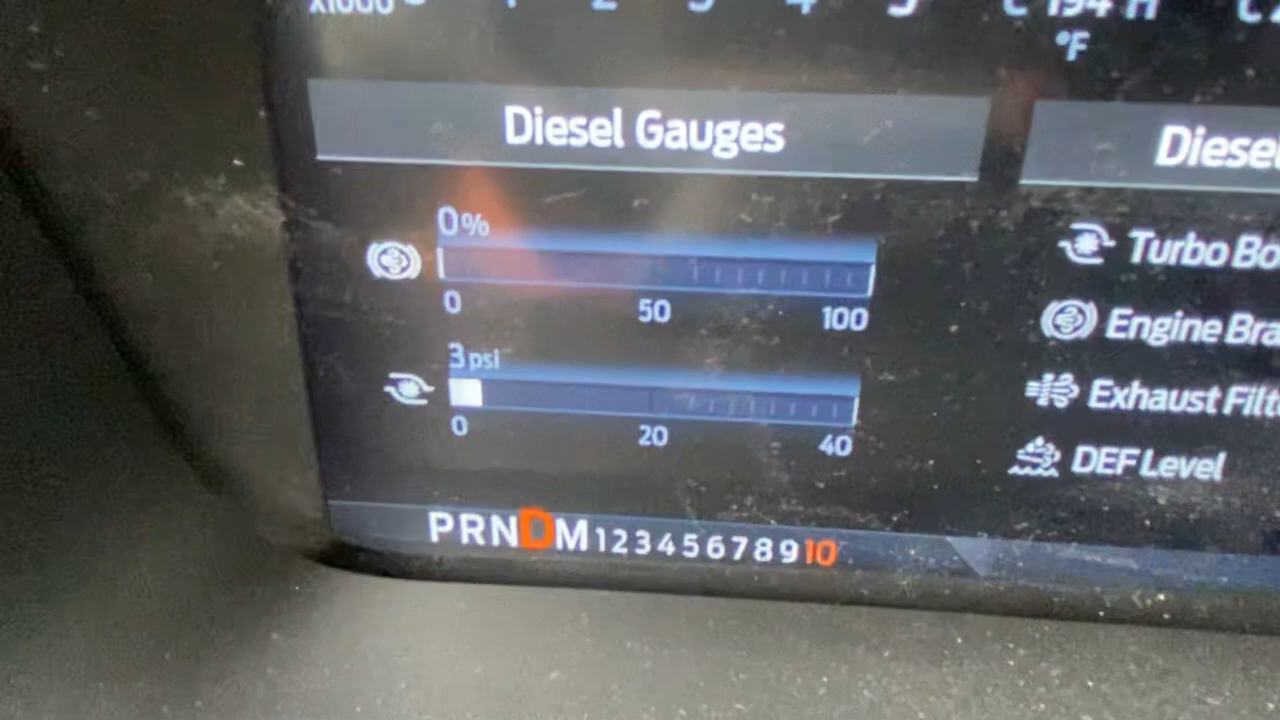 x1000 0 1 2 3 4 5 C 194 H C
°F
Diesel Gauges
Diese
0%
0 50 100
3 psi
0 20 40
Turbo Bo
Engine Bra
Exhaust Filt
DEF Level
PRNDM12345678910